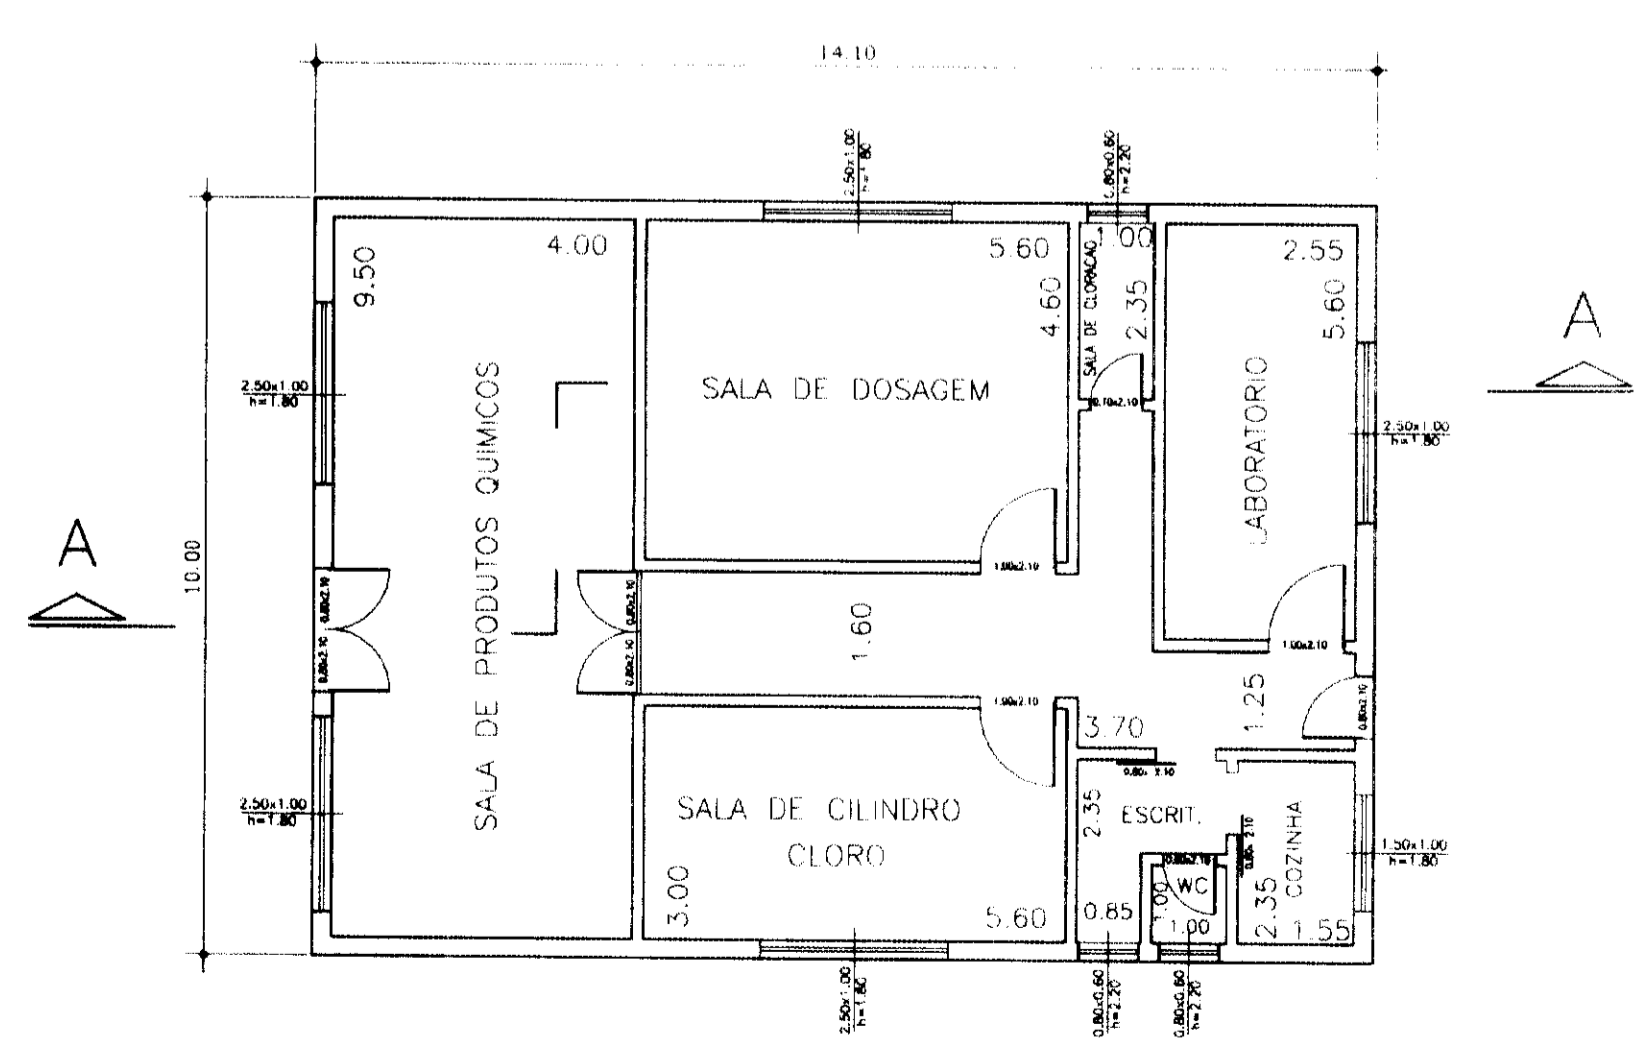 14.10
2.50x1.00
h=1.80
0.80x0.60
h=2.20
10.00
9.50
4.00
5.60
4.60
1.00
SALA DE CLORACAO
2.35
2.55
5.60
A
A
SALA DE DOSAGEM
0.70x2.10
LABORATORIO
2.50x1.00
h=1.80
2.50x1.00
h=1.80
SALA DE PRODUTOS QUIMICOS
1.00x2.10
0.80x2.10
0.80x2.10
0.80x2.10
0.80x2.10
1.60
1.00x2.10
1.25
0.80x2.10
1.00x2.10
3.70
0.80x 2.10
2.50x1.00
h=1.80
SALA DE CILINDRO
CLORO
2.35
ESCRIT.
0.80x 2.10
COZINHA
1.50x1.00
h=1.80
3.00
5.60
0.85
WC
1.00
1.00
2.35
1.55
2.50x1.00
h=1.80
0.80x0.60
h=2.20
0.80x0.60
h=2.20